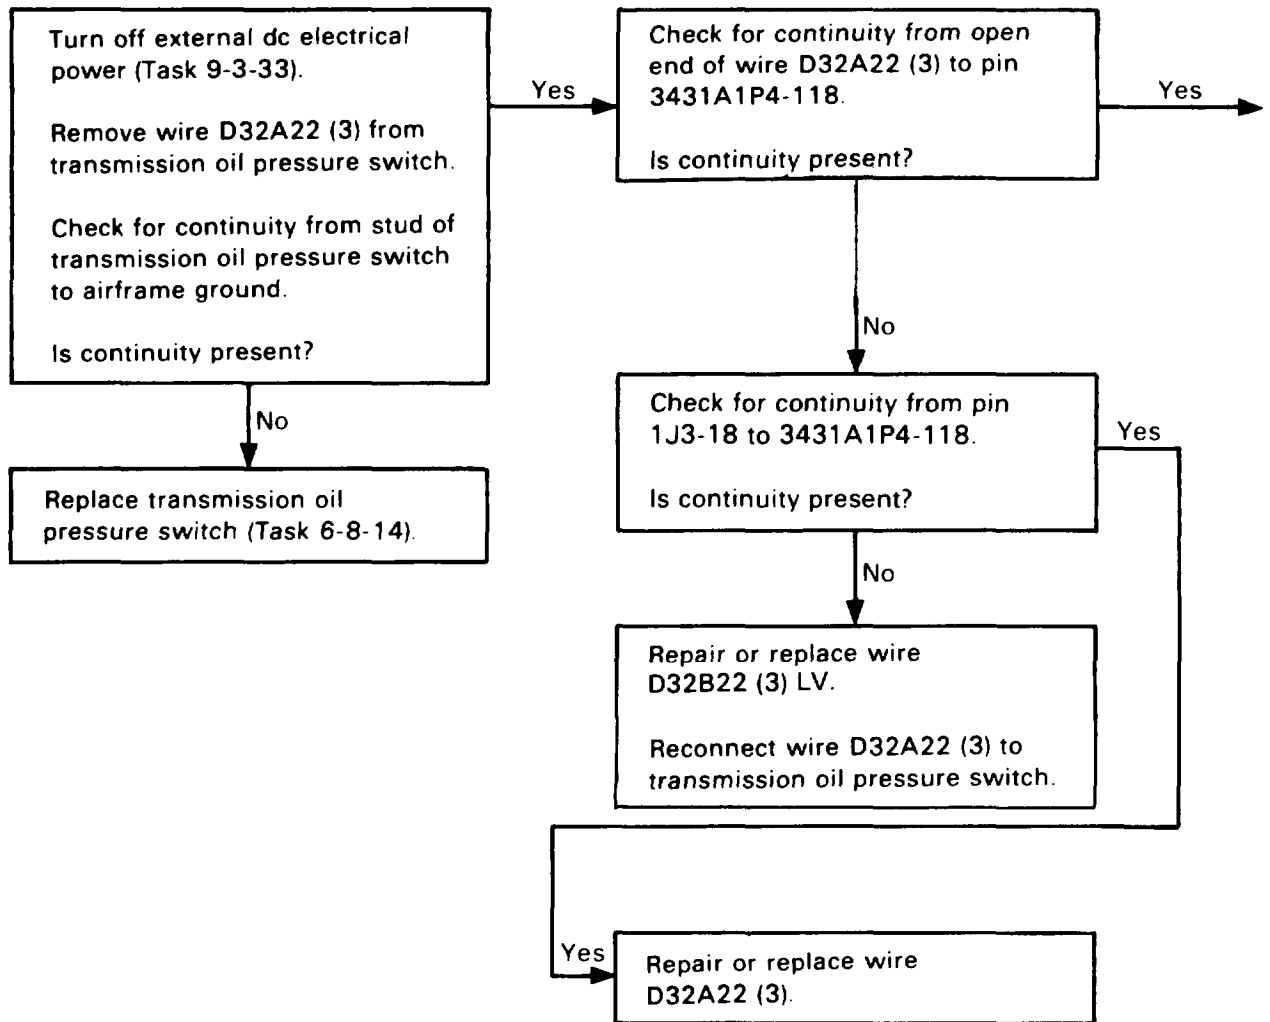 Turn off external dc electrical
power (Task 9-3-33).
Remove wire D32A22 (3) from
transmission oil pressure switch.
Check for continuity from stud of
transmission oil pressure switch
to airframe ground.
Is continuity present?
Yes
No
Replace transmission oil
pressure switch (Task 6-8-14).
Check for continuity from open
end of wire D32A22 (3) to pin
3431A1P4-118.
Is continuity present?
Yes
No
Check for continuity from pin
1J3-18 to 3431A1P4-118.
Is continuity present?
Yes
No
Repair or replace wire
D32B22 (3) LV.
Reconnect wire D32A22 (3) to
transmission oil pressure switch.
Yes
Repair or replace wire
D32A22 (3).